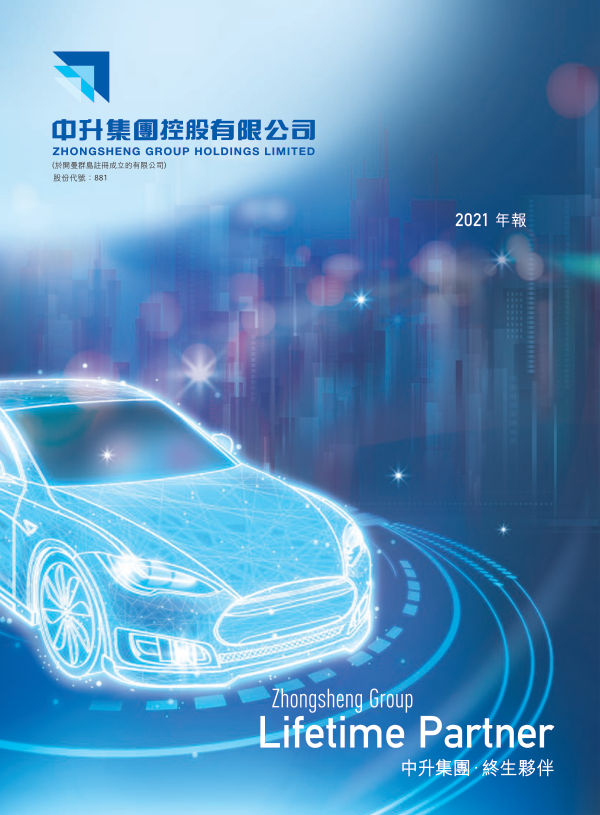 中升集團控股有限公司
ZHONGSHENG GROUP HOLDINGS LIMITED
(於開曼群島註冊成立的有限公司)
股份代號：881
2021 年報
Zhongsheng Group
Lifetime Partner
中升集團·終生夥伴